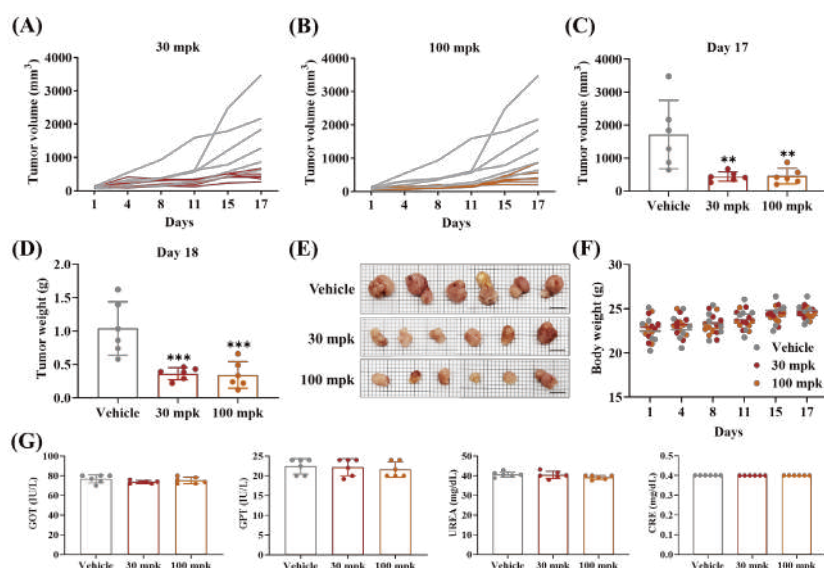 (A)
30 mpk
Tumor volume (mm³)
4000
3000
2000
1000
0
1 4 8 11 15 17
Days
(B)
100 mpk
Tumor volume (mm³)
4000
3000
2000
1000
0
1 4 8 11 15 17
Days
(C)
Day 17
Tumor volume (mm³)
4000
3000
2000
1000
0
** **
Vehicle 30 mpk 100 mpk
(D)
Day 18
Tumor weight (g)
2.0
1.5
1.0
0.5
0.0
*** ***
Vehicle 30 mpk 100 mpk
(E)
Vehicle
30 mpk
100 mpk
(F)
Body weight (g)
30
25
20
15
Vehicle
30 mpk
100 mpk
1 4 8 11 15 17
Days
(G)
GOT (IU/L)
100
80
60
40
20
0
Vehicle 30 mpk 100 mpk
GPT (IU/L)
25
20
15
10
5
0
Vehicle 30 mpk 100 mpk
UREA (mg/dL)
60
40
20
0
Vehicle 30 mpk 100 mpk
CRE (mg/dL)
0.5
0.4
0.3
0.2
0.1
0.0
Vehicle 30 mpk 100 mpk